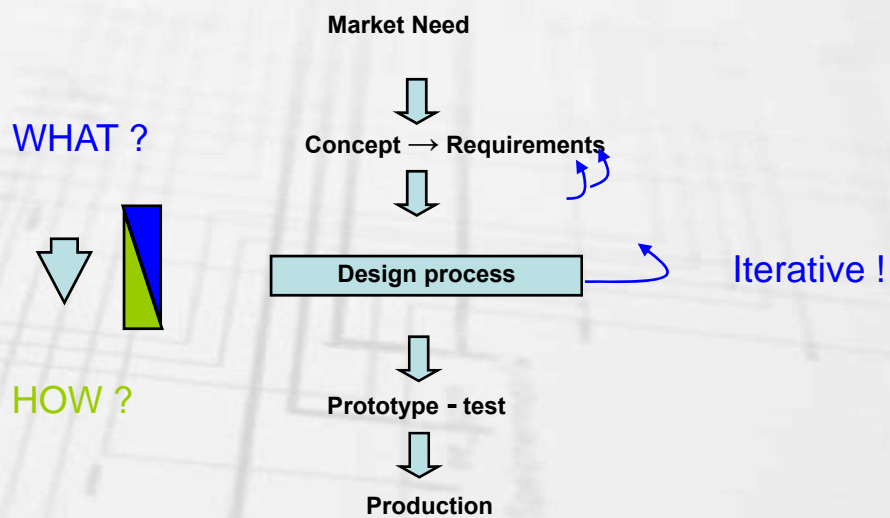 Market Need
WHAT ?
Concept → Requirements
Design process
Iterative !
HOW ?
Prototype - test
Production